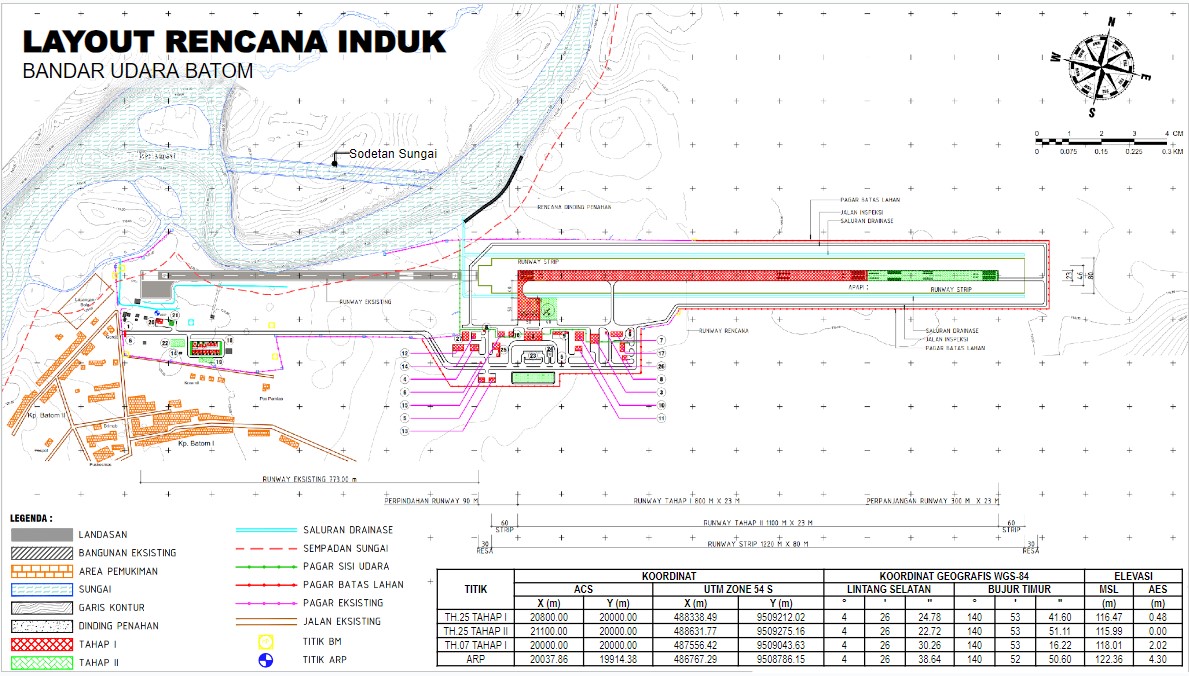 LAYOUT RENCANA INDUK
BANDAR UDARA BATOM
N
E
S
W
0 1 2 3 4 CM
0 0.075 0.15 0.225 0.3 KM
Sodetan Sungai
RENCANA DINDING PENAHAN
PAGAR BATAS LAHAN
JALAN INSPEKSI
SALURAN DRAINASE
RUNWAY STRIP
RUNWAY STRIP
23
45
80
RUNWAY EKSISTING
RUNWAY RENCANA
SALURAN DRAINASE
JALAN INSPEKSI
PAGAR BATAS LAHAN
Kp. Batom II
Kp. Batom I
12
14
4
6
13
5
13
7
17
26
8
3
10
11
RUNWAY EKSISTING 773.00 m
PERPINDAHAN RUNWAY 90 M
RUNWAY TAHAP I 800 M X 23 M
PERPANJANGAN RUNWAY 300 M X 23 M
60
STRIP
RUNWAY TAHAP II 1100 M X 23 M
60
STRIP
30
RESA
RUNWAY STRIP 1220 M X 80 M
30
RESA
LEGENDA :
LANDASAN
BANGUNAN EKSISTING
AREA PEMUKIMAN
SUNGAI
GARIS KONTUR
DINDING PENAHAN
TAHAP I
TAHAP II
SALURAN DRAINASE
SEMPADAN SUNGAI
PAGAR SISI UDARA
PAGAR BATAS LAHAN
PAGAR EKSISTING
JALAN EKSISTING
TITIK BM
TITIK ARP
TITIK KOORDINAT KOORDINAT GEOGRAFIS WGS-84 ELEVASI
ACS UTM ZONE 54 S LINTANG SELATAN BUJUR TIMUR MSL AES
X (m) Y (m) X (m) Y (m) ° ' " ° ' " (m) (m)
TH.25 TAHAP I 20800.00 20000.00 488338.49 9509212.02 4 26 24.78 140 53 41.60 116.47 0.48
TH.25 TAHAP II 21100.00 20000.00 488631.77 9509275.16 4 26 22.72 140 53 51.11 115.99 0.00
TH.07 TAHAP I 20000.00 20000.00 487556.42 9509043.63 4 26 30.26 140 53 16.22 118.01 2.02
ARP 20037.86 19914.38 486767.29 9508786.15 4 26 38.64 140 52 50.60 122.36 4.30